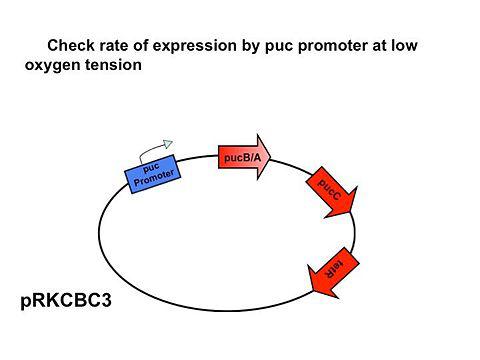 Check rate of expression by puc promoter at low
oxygen tension
puc
Promoter
pucB/A
pucC
tetR
pRKCBC3